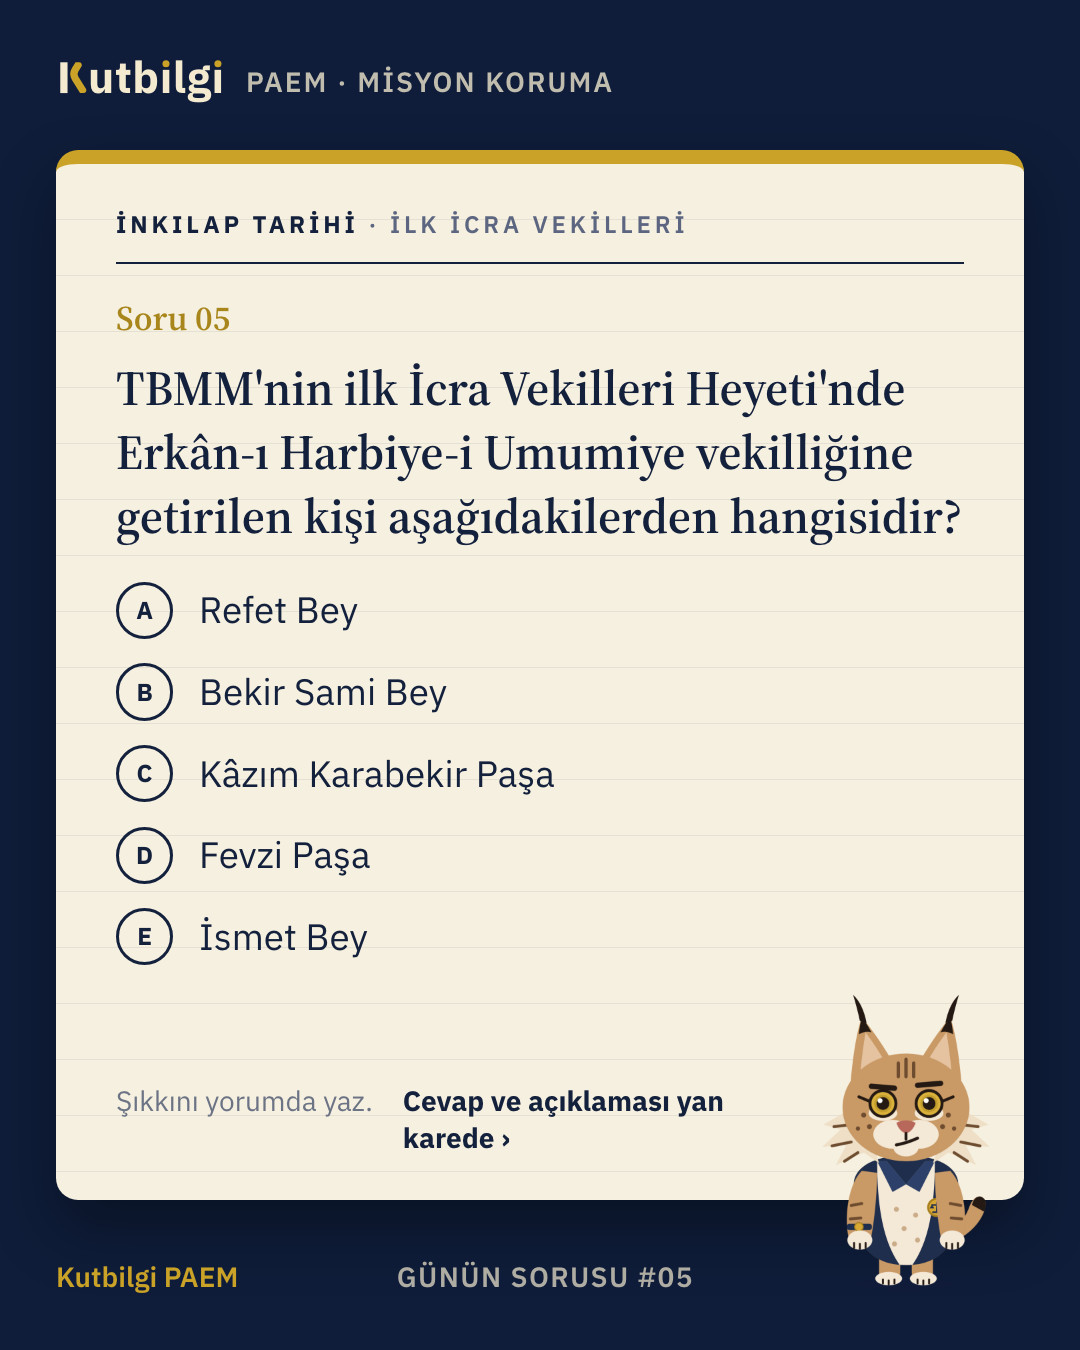 Kutbilgi PAEM · MİSYON KORUMA
İNKILAP TARİHİ · İLK İCRA VEKİLLERİ
Soru 05
TBMM'nin ilk İcra Vekilleri Heyeti'nde
Erkân-ı Harbiye-i Umumiye vekilliğine
getirilen kişi aşağıdakilerden hangisidir?
A Refet Bey
B Bekir Sami Bey
C Kâzım Karabekir Paşa
D Fevzi Paşa
E İsmet Bey
Şıkkını yorumda yaz. Cevap ve açıklaması yan
karede ›
Kutbilgi PAEM GÜNÜN SORUSU #05